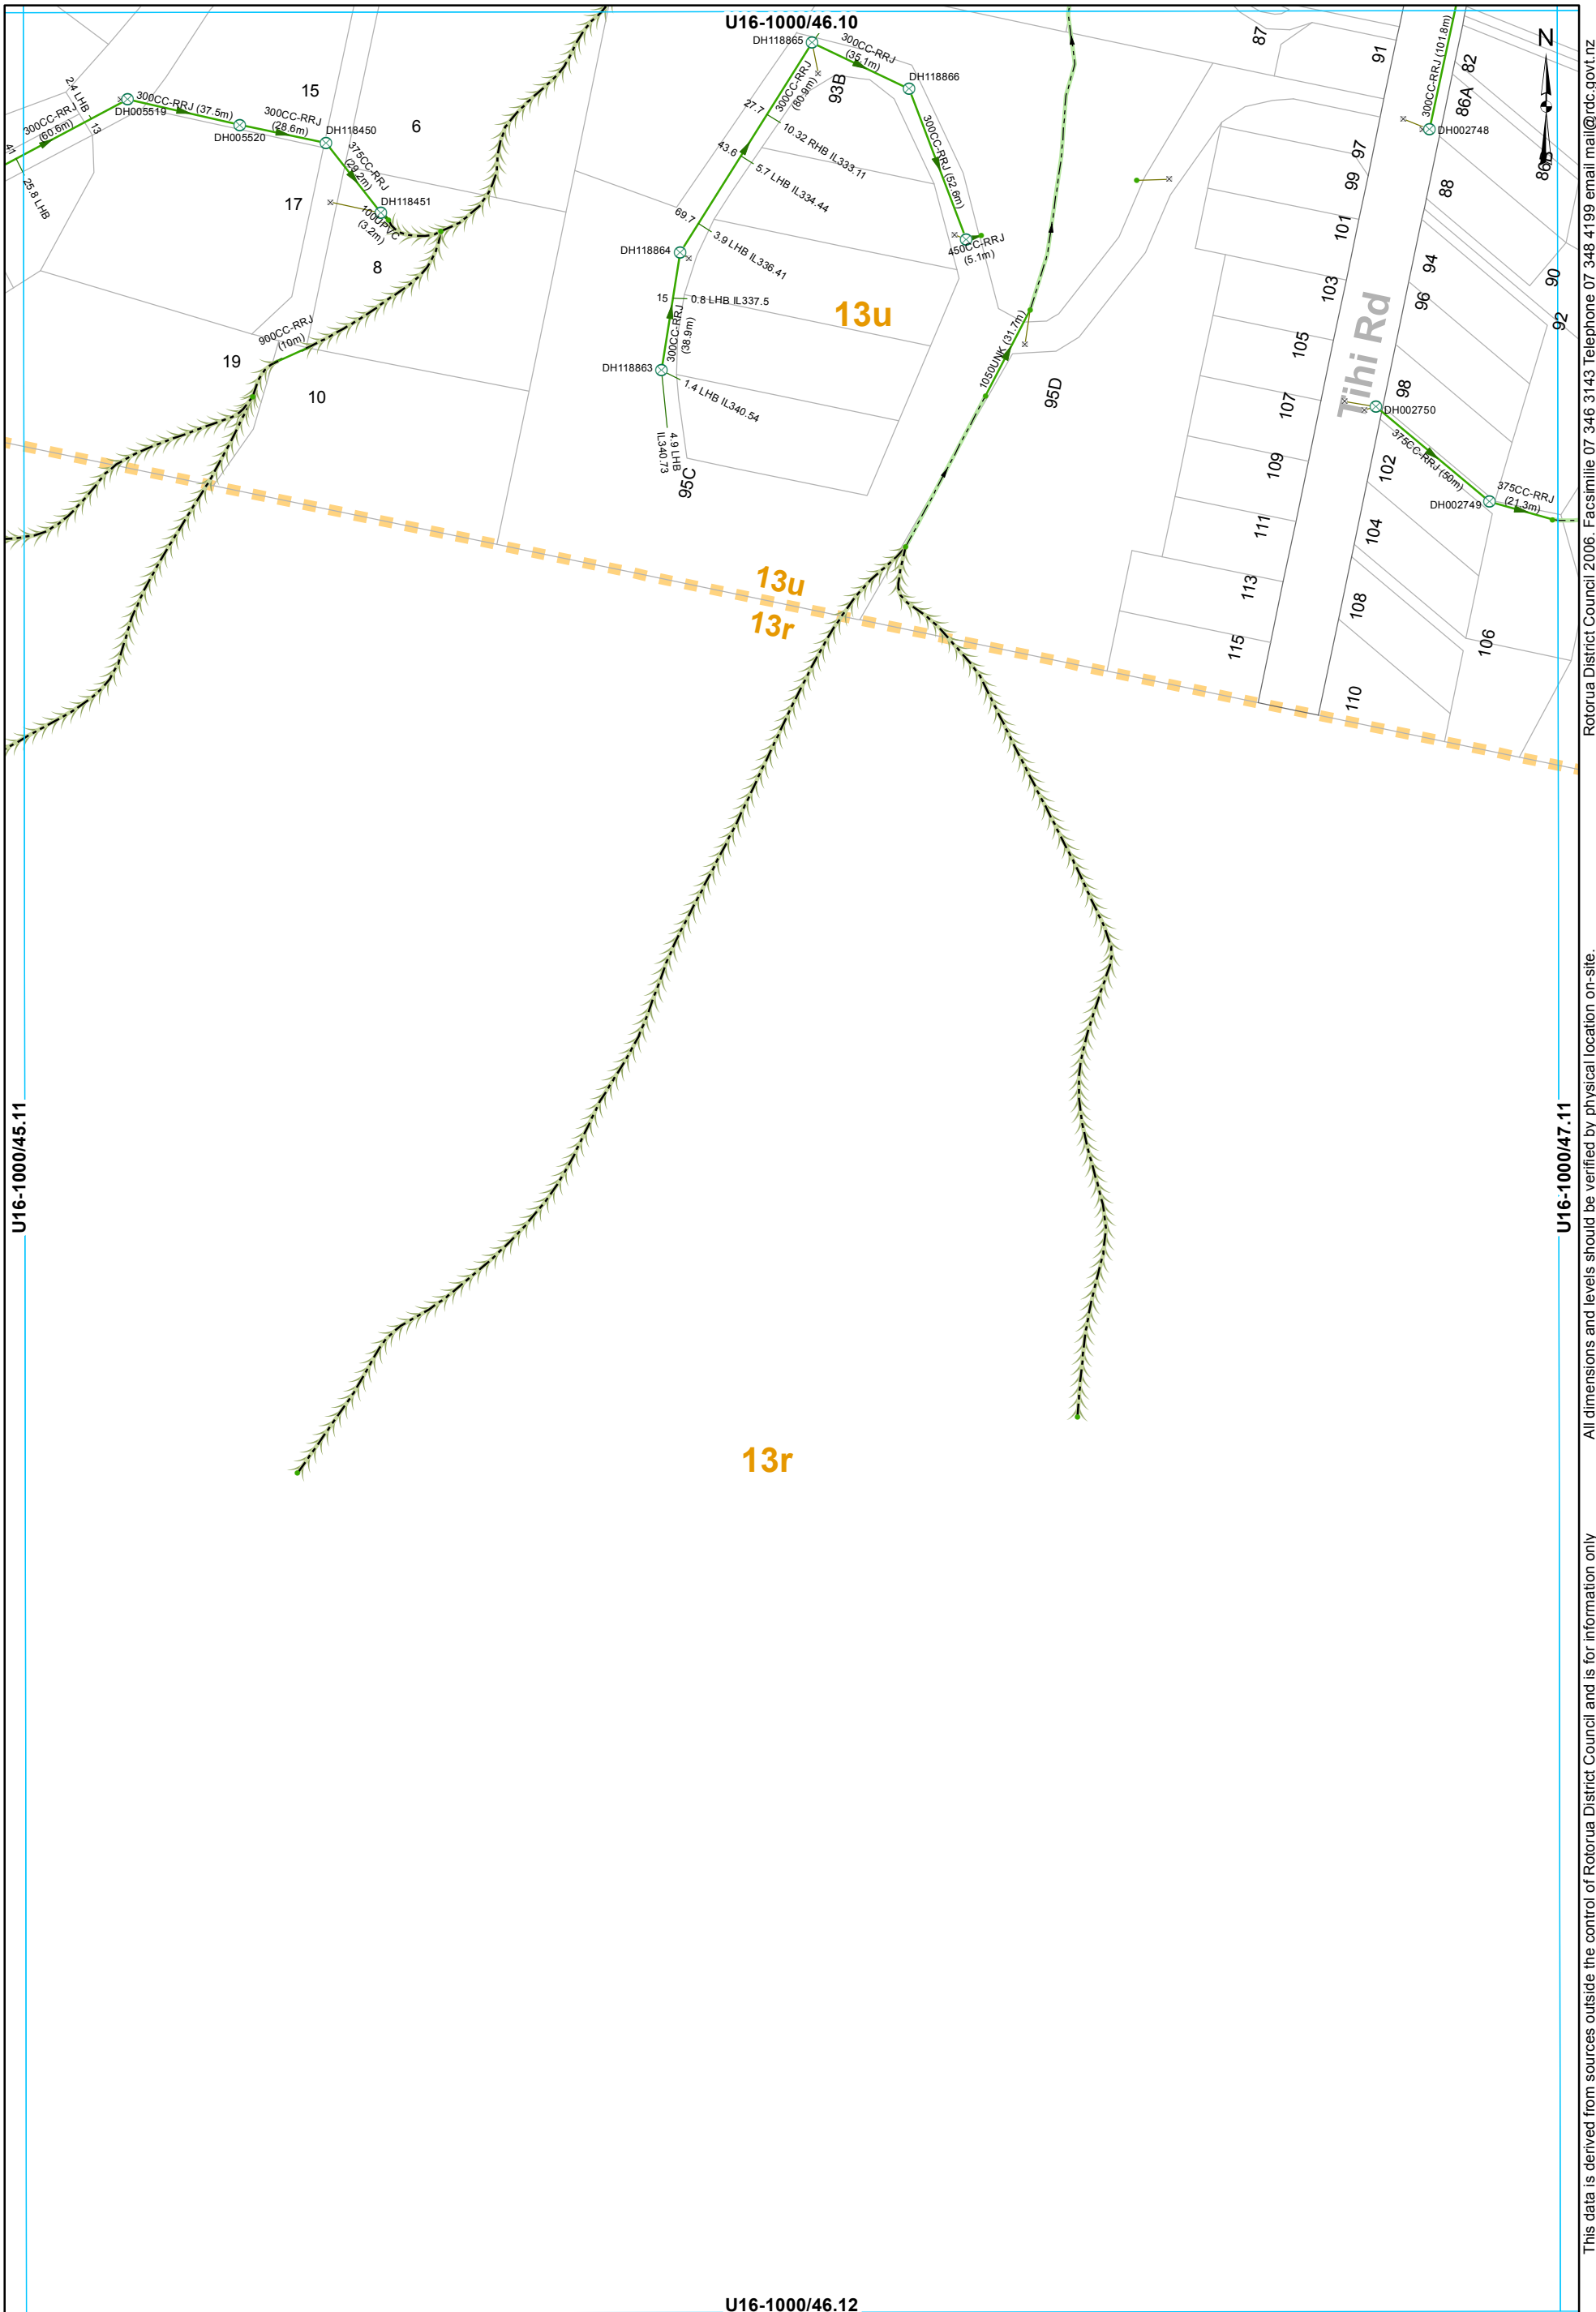 U16-1000/46.10
N
300CC-RRJ
(60.6m)
2.4 LHB
13
41
25.8 LHB
DH005519
300CC-RRJ (37.5m)
DH005520
300CC-RRJ
(28.6m)
DH118450
375CC-RRJ
(29.2m)
DH118451
100UPVC
(3.2m)
15
6
17
8
900CC-RRJ
(10m)
19
10
DH118865
300CC-RRJ
(35.1m)
DH118866
300CC-RRJ
(80.9m)
93B
27.7
10.32 RHB IL333.11
43.6
5.7 LHB IL334.44
69.7
3.9 LHB IL336.41
DH118864
15
0.8 LHB IL337.5
300CC-RRJ
(38.9m)
DH118863
1.4 LHB IL340.54
4.9 LHB
IL340.73
95C
300CC-RRJ (52.6m)
450CC-RRJ
(5.1m)
13u
1050UNK (31.7m)
95D
87
91
97
99
101
103
105
107
109
111
113
115
Tihi Rd
300CC-RRJ (101.8m)
DH002748
82
86A
86B
88
90
92
94
96
98
DH002750
375CC-RRJ (50m)
102
DH002749
375CC-RRJ
(21.3m)
104
106
108
110
13u
13r
13r
U16-1000/45.11
U16-1000/47.11
U16-1000/46.12
Rotorua District Council 2006. Facsimilie 07 346 3143 Telephone 07 348 4199 email mail@rdc.govt.nz
All dimensions and levels should be verified by physical location on-site.
This data is derived from sources outside the control of Rotorua District Council and is for information only